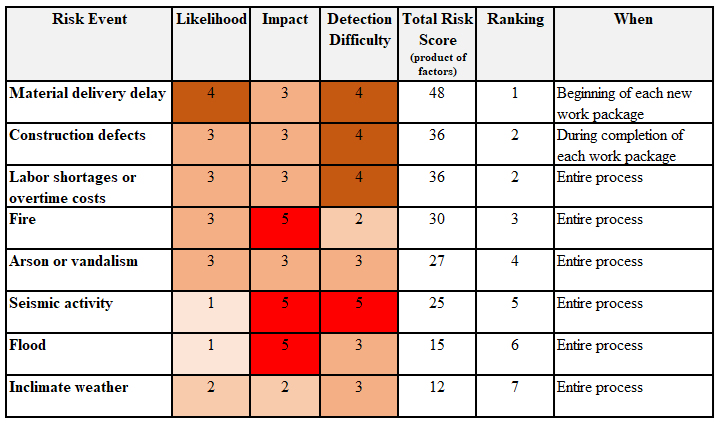 Risk Event Likelihood Impact Detection Difficulty Total Risk Score (product of factors) Ranking When
Material delivery delay 4 3 4 48 1 Beginning of each new work package
Construction defects 3 3 4 36 2 During completion of each work package
Labor shortages or overtime costs 3 3 4 36 2 Entire process
Fire 3 5 2 30 3 Entire process
Arson or vandalism 3 3 3 27 4 Entire process
Seismic activity 1 5 5 25 5 Entire process
Flood 1 5 3 15 6 Entire process
Inclimate weather 2 2 3 12 7 Entire process